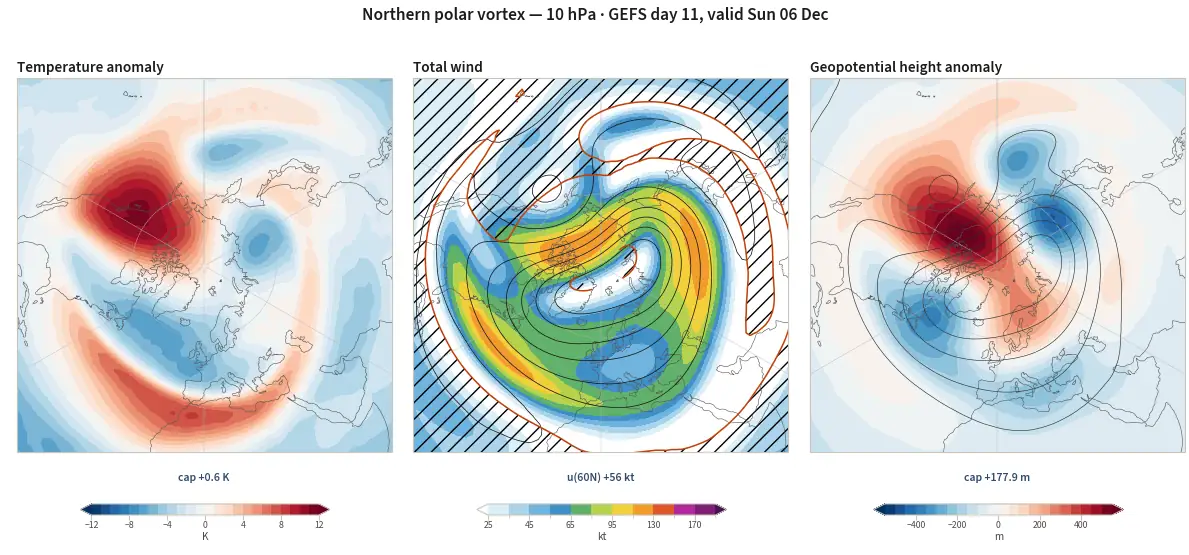 Northern polar vortex — 10 hPa · GEFS day 11, valid Sun 06 Dec
Temperature anomaly
Total wind
Geopotential height anomaly
cap +0.6 K
u(60N) +56 kt
cap +177.9 m
−12 −8 −4 0 4 8 12
K
25 45 65 95 130 170
kt
−400 −200 0 200 400
m